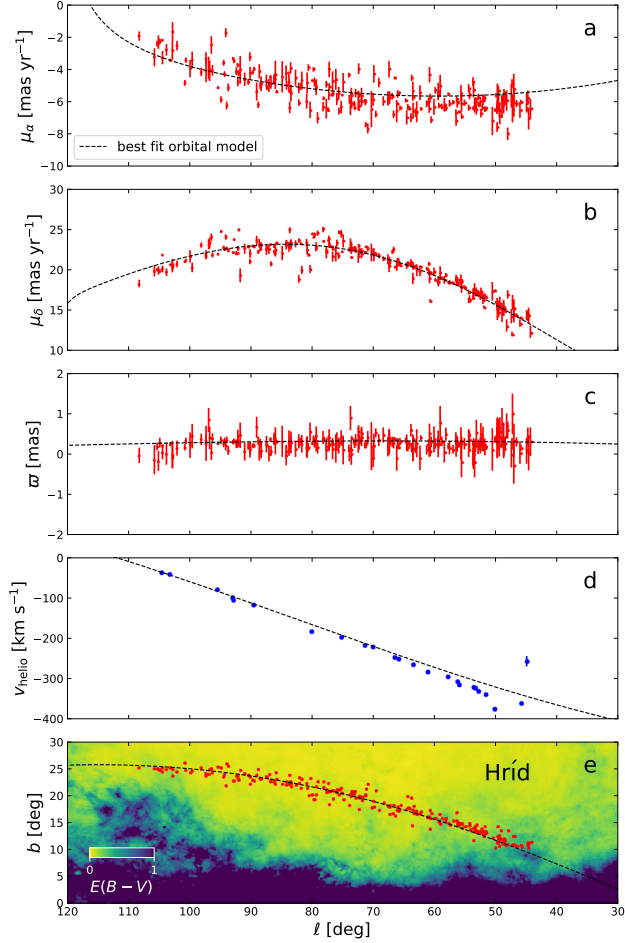 a
0
−2
−4
−6
−8
−10
μα [mas yr⁻¹]
best fit orbital model
b
30
25
20
15
10
μδ [mas yr⁻¹]
c
2
1
0
−1
−2
ϖ [mas]
d
0
−100
−200
−300
−400
v_helio [km s⁻¹]
Hríd
e
30
25
20
15
10
5
0
b [deg]
0 1
E(B − V)
120 110 100 90 80 70 60 50 40 30
ℓ [deg]